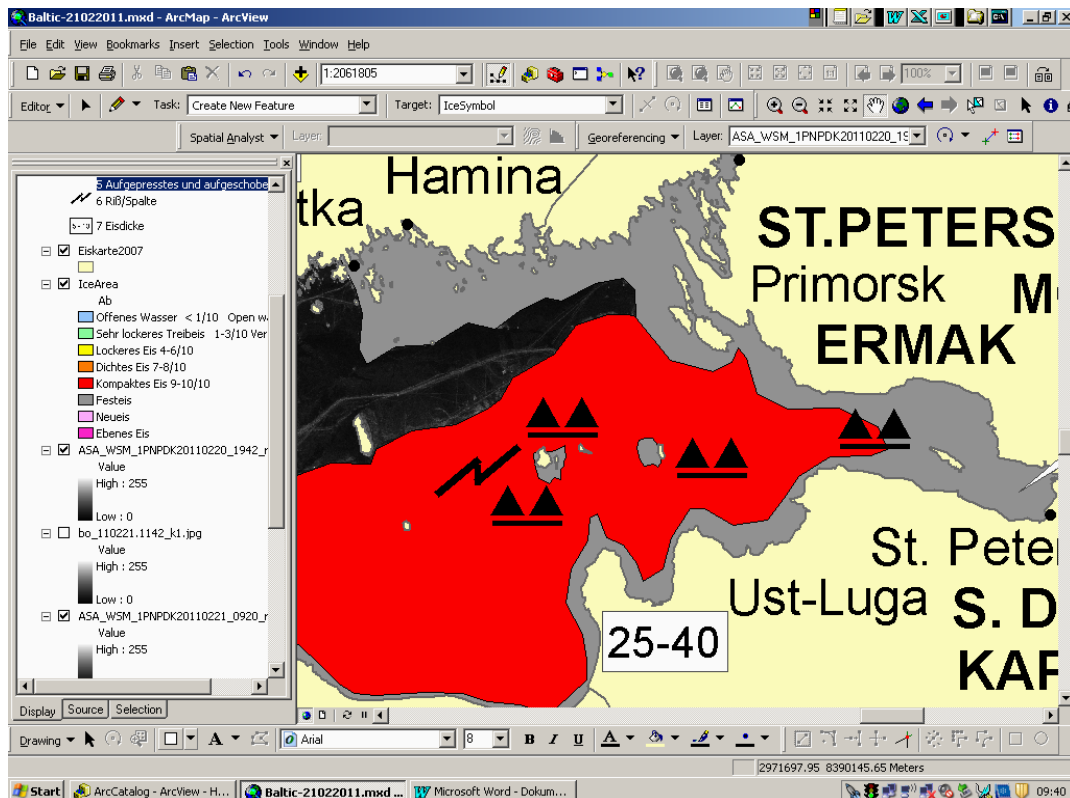 Baltic-21022011.mxd - ArcMap - ArcView
File Edit View Bookmarks Insert Selection Tools Window Help
1:2061805
100%
Editor Task: Create New Feature Target: IceSymbol
Spatial Analyst Layer: Georeferencing Layer: ASA_WSM_1PNPDK20110220_19
5 Aufgepresstes und aufgeschobe
6 Riß/Spalte
7 Eisdicke
Eiskarte2007
IceArea
Ab
Offenes Wasser < 1/10 Open w
Sehr lockeres Treibeis 1-3/10 Ver
Lockeres Eis 4-6/10
Dichtes Eis 7-8/10
Kompaktes Eis 9-10/10
Festeis
Neueis
Ebenes Eis
ASA_WSM_1PNPDK20110220_1942_r
Value
High : 255
Low : 0
bo_110221.1142_k1.jpg
Value
High : 255
Low : 0
ASA_WSM_1PNPDK20110221_0920_r
Value
High : 255
Display Source Selection
Hamina
tka
ST.PETERS
Primorsk
M
ERMAK
St. Pete
Ust-Luga
S. D
25-40
KAP
Drawing A Arial 8 B I U A
2971697.95 8390145.65 Meters
Start ArcCatalog - ArcView - H... Baltic-21022011.mxd ... Microsoft Word - Dokum... 09:40